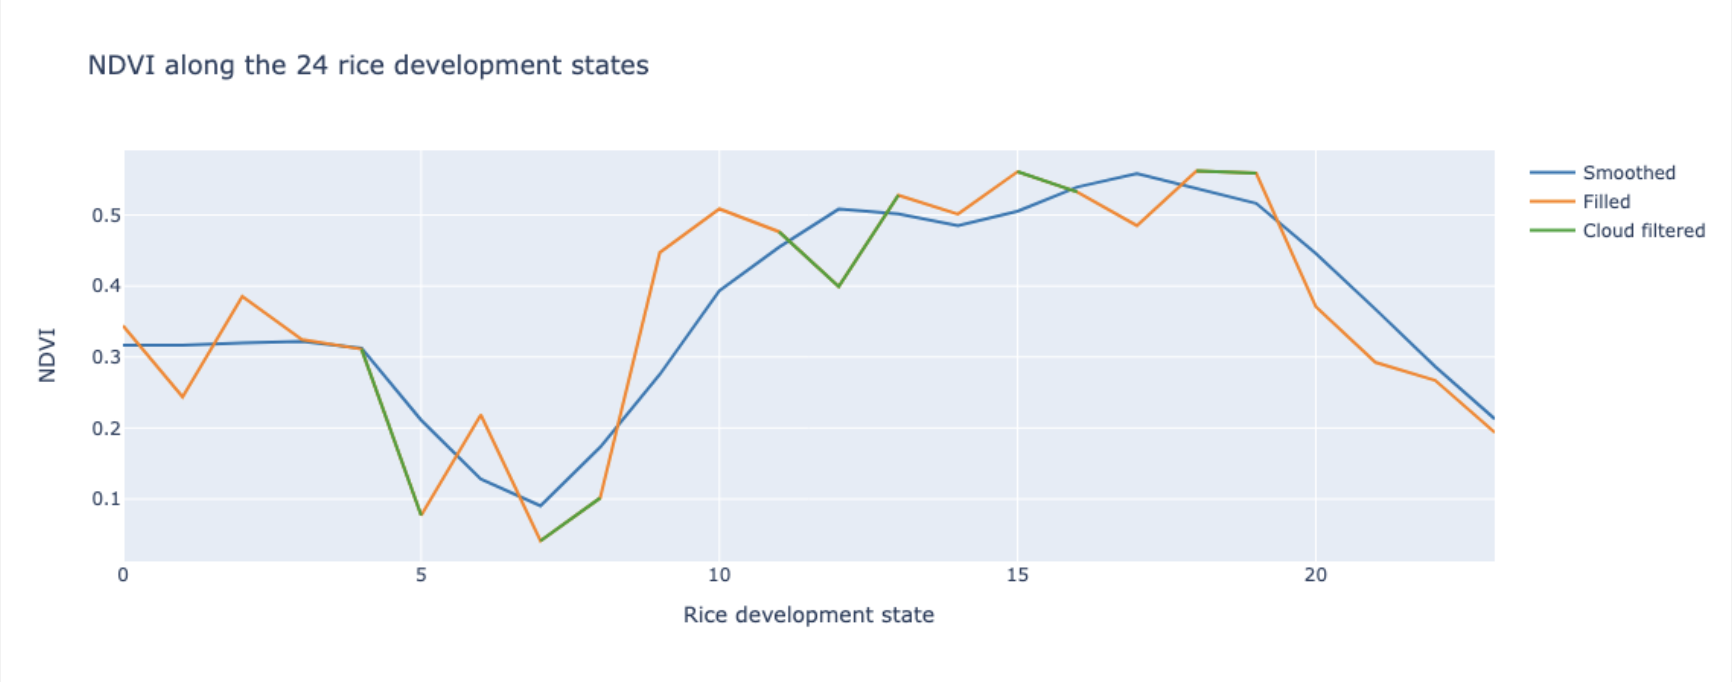 NDVI along the 24 rice development states
Smoothed
Filled
Cloud filtered
0.5
0.4
0.3
0.2
0.1
NDVI
0 5 10 15 20
Rice development state